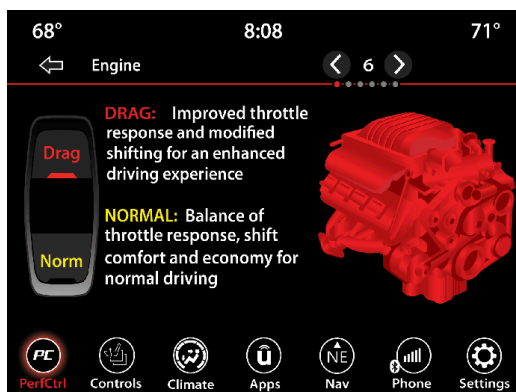 68°
8:08
71°
Engine
6
DRAG: Improved throttle
response and modified
shifting for an enhanced
driving experience
Drag
NORMAL: Balance of
throttle response, shift
comfort and economy for
normal driving
Norm
PC
û
NE
PerfCtrl
Controls
Climate
Apps
Nav
Phone
Settings